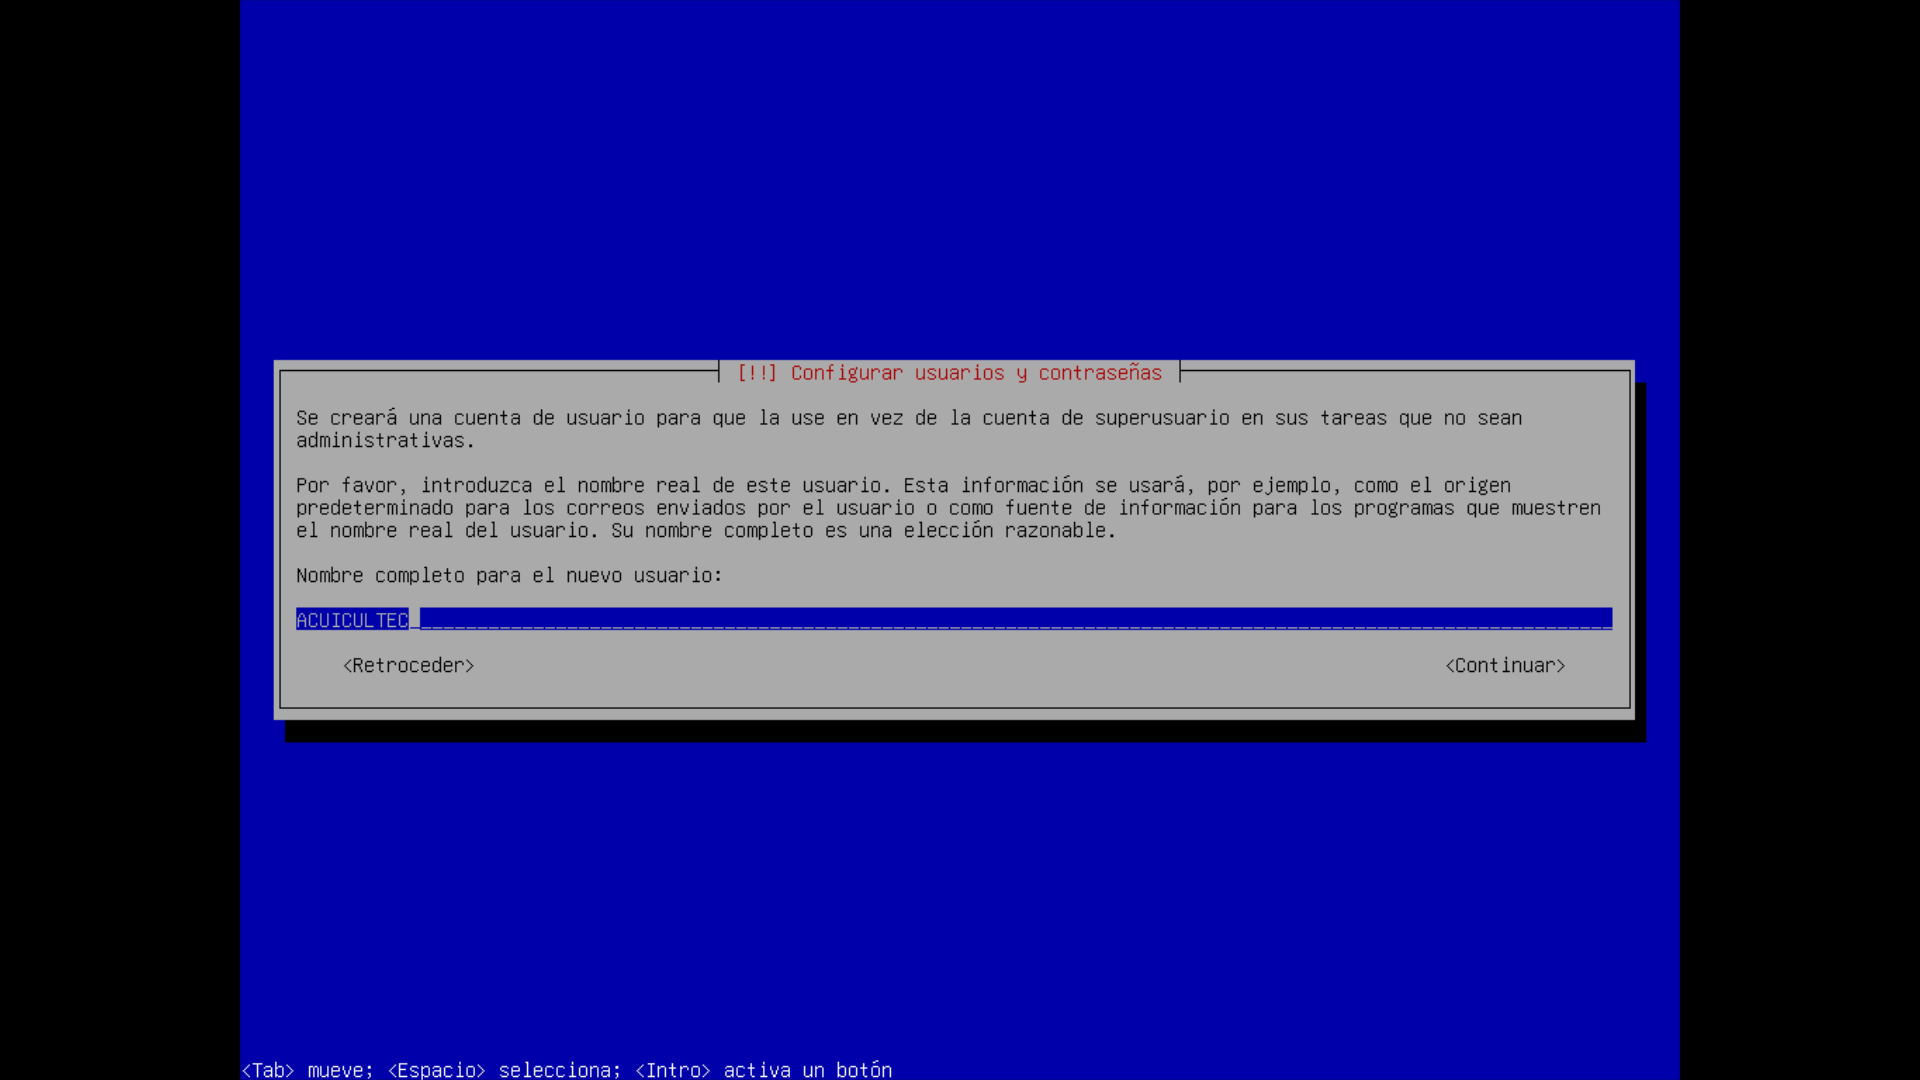 [!!] Configurar usuarios y contraseñas
Se creará una cuenta de usuario para que la use en vez de la cuenta de superusuario en sus tareas que no sean
administrativas.
Por favor, introduzca el nombre real de este usuario. Esta información se usará, por ejemplo, como el origen
predeterminado para los correos enviados por el usuario o como fuente de información para los programas que muestren
el nombre real del usuario. Su nombre completo es una elección razonable.
Nombre completo para el nuevo usuario:
ACUICULTEC
<Retroceder> <Continuar>
<Tab> mueve; <Espacio> selecciona; <Intro> activa un botón